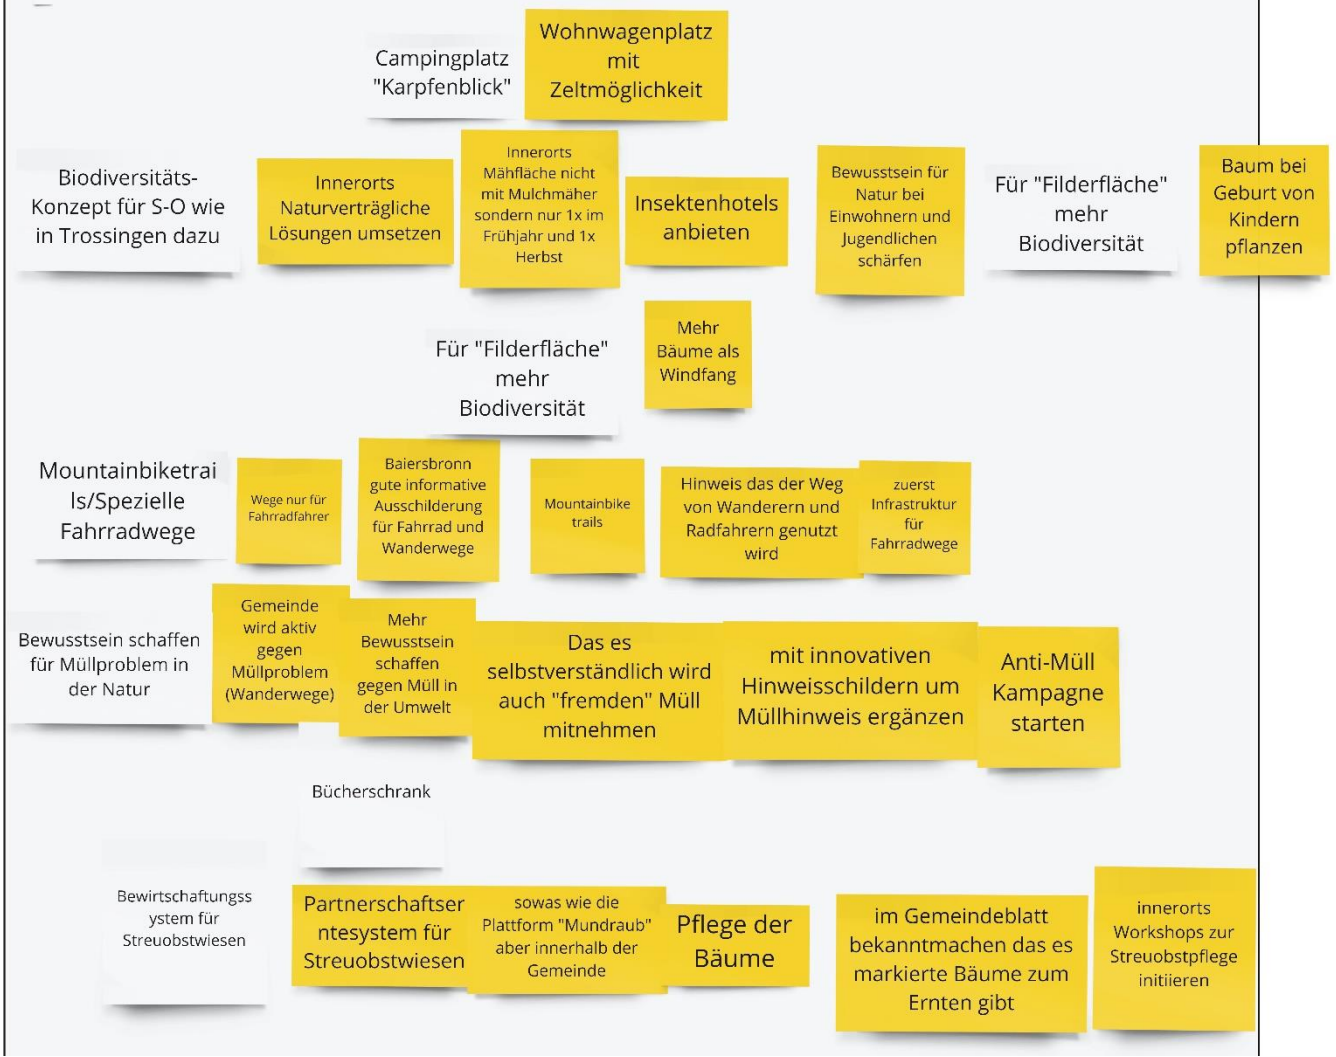 Campingplatz
"Karpfenblick"
Wohnwagenplatz
mit
Zeltmöglichkeit
Biodiversitäts-
Konzept für S-O wie
in Trossingen dazu
Innerorts
Naturverträgliche
Lösungen umsetzen
Innerorts
Mähfläche nicht
mit Mulchmäher
sondern nur 1x im
Frühjahr und 1x
Herbst
Insektenhotels
anbieten
Bewusstsein für
Natur bei
Einwohnern und
Jugendlichen
schärfen
Für "Filderfläche"
mehr
Biodiversität
Baum bei
Geburt von
Kindern
pflanzen
Für "Filderfläche"
mehr
Biodiversität
Mehr
Bäume als
Windfang
Mountainbiketrai
ls/Spezielle
Fahrradwege
Wege nur für
Fahrradfahrer
Baiersbronn
gute informative
Ausschilderung
für Fahrrad und
Wanderwege
Mountainbike
trails
Hinweis das der Weg
von Wanderern und
Radfahrern genutzt
wird
zuerst
Infrastruktur
für
Fahrradwege
Bewusstsein schaffen
für Müllproblem in
der Natur
Gemeinde
wird aktiv
gegen
Müllproblem
(Wanderwege)
Mehr
Bewusstsein
schaffen
gegen Müll in
der Umwelt
Das es
selbstverständlich wird
auch "fremden" Müll
mitnehmen
mit innovativen
Hinweisschildern um
Müllhinweis ergänzen
Anti-Müll
Kampagne
starten
Bücherschrank
Bewirtschaftungss
ystem für
Streuobstwiesen
Partnerschaftser
ntesystem für
Streuobstwiesen
sowas wie die
Plattform "Mundraub"
aber innerhalb der
Gemeinde
Pflege der
Bäume
im Gemeindeblatt
bekanntmachen das es
markierte Bäume zum
Ernten gibt
innerorts
Workshops zur
Streuobstpflege
initiieren